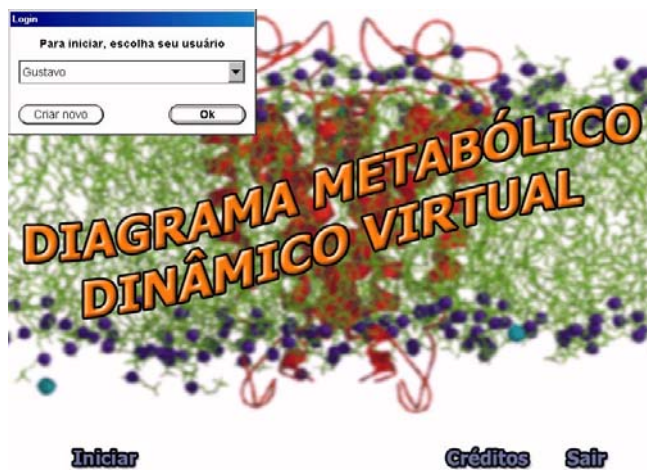 Login
Para iniciar, escolha seu usuário
Gustavo
Criar novo
Ok
DIAGRAMA METABÓLICO
DINÂMICO VIRTUAL
Iniciar
Créditos
Sair